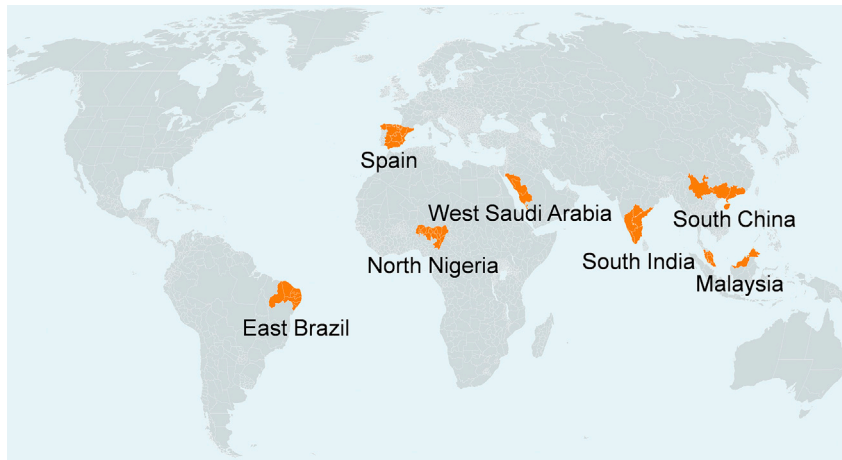 Spain
West Saudi Arabia
South China
North Nigeria
South India
Malaysia
East Brazil